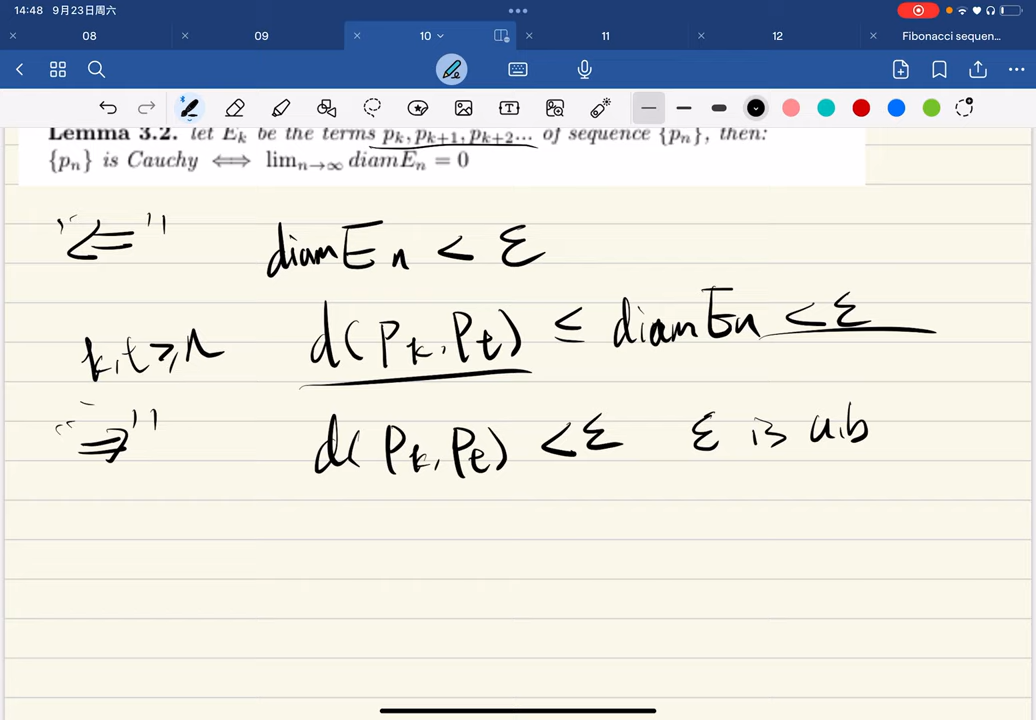 14:48 9月23日周六
08 09 10 11 12 Fibonacci sequen...
Lemma 3.2. let E_k be the terms p_k, p_{k+1}, p_{k+2}... of sequence {p_n}, then:
{p_n} is Cauchy ⟺ lim_{n→∞} diamE_n = 0
"⇐" diam E_n < ε
k,t ≥ n d(P_k, P_t) ≤ diam E_n < ε
"⇒" d(P_k, P_t) < ε ε is u.b